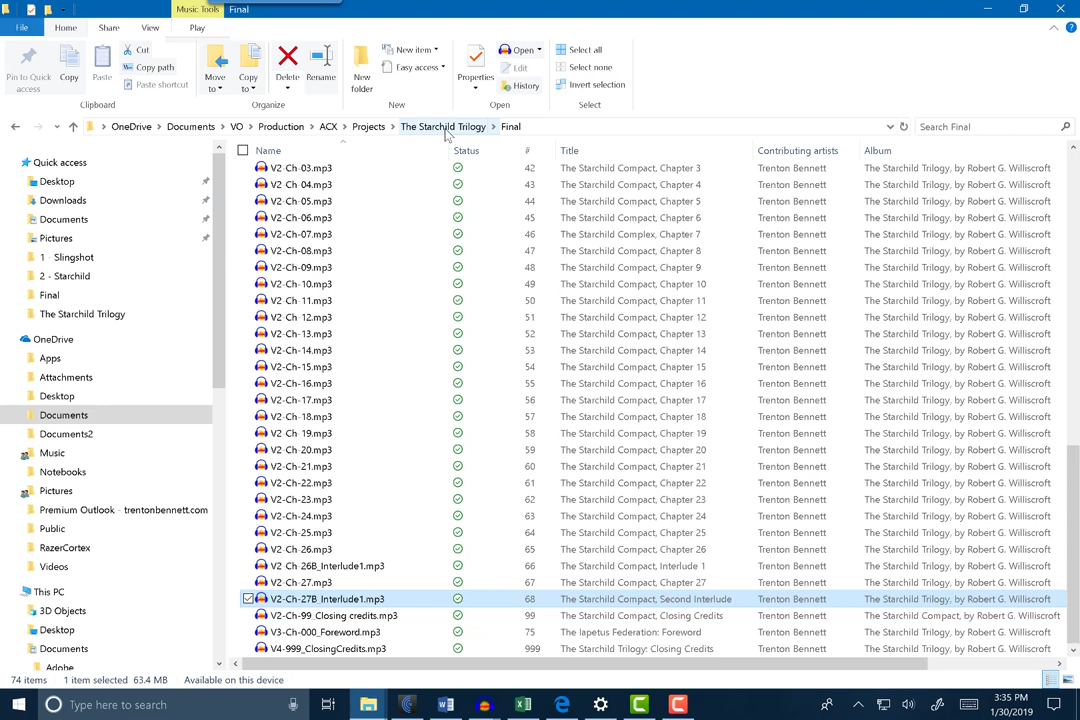 Music Tools
Final
File
Home
Share
View
Play
Pin to Quick access
Copy
Paste
Cut
Copy path
Paste shortcut
Clipboard
Move to
Copy to
Delete
Rename
Organize
New folder
New item
Easy access
New
Properties
Open
Edit
History
Open
Select all
Select none
Invert selection
Select
OneDrive > Documents > VO > Production > ACX > Projects > The Starchild Trilogy > Final
Search Final
Quick access
Desktop
Downloads
Documents
Pictures
1 - Slingshot
2 - Starchild
Final
The Starchild Trilogy
OneDrive
Apps
Attachments
Desktop
Documents
Documents2
Music
Notebooks
Pictures
Premium Outlook - trentonbennett.com
Public
RazerCortex
Videos
This PC
3D Objects
Desktop
Documents
Adobe
Name Status # Title Contributing artists Album
V2-Ch-03.mp3 42 The Starchild Compact, Chapter 3 Trenton Bennett The Starchild Trilogy, by Robert G. Williscroft
V2-Ch-04.mp3 43 The Starchild Compact, Chapter 4 Trenton Bennett The Starchild Trilogy, by Robert G. Williscroft
V2-Ch-05.mp3 44 The Starchild Compact, Chapter 5 Trenton Bennett The Starchild Trilogy, by Robert G. Williscroft
V2-Ch-06.mp3 45 The Starchild Compact, Chapter 6 Trenton Bennett The Starchild Trilogy, by Robert G. Williscroft
V2-Ch-07.mp3 46 The Starchild Complex, Chapter 7 Trenton Bennett The Starchild Trilogy, by Robert G. Williscroft
V2-Ch-08.mp3 47 The Starchild Compact, Chapter 8 Trenton Bennett The Starchild Trilogy, by Robert G. Williscroft
V2-Ch-09.mp3 48 The Starchild Compact, Chapter 9 Trenton Bennett The Starchild Trilogy, by Robert G. Williscroft
V2-Ch-10.mp3 49 The Starchild Compact, Chapter 10 Trenton Bennett The Starchild Trilogy, by Robert G. Williscroft
V2-Ch-11.mp3 50 The Starchild Compact, Chapter 11 Trenton Bennett The Starchild Trilogy, by Robert G. Williscroft
V2-Ch-12.mp3 51 The Starchild Compact, Chapter 12 Trenton Bennett The Starchild Trilogy, by Robert G. Williscroft
V2-Ch-13.mp3 52 The Starchild Compact, Chapter 13 Trenton Bennett The Starchild Trilogy, by Robert G. Williscroft
V2-Ch-14.mp3 53 The Starchild Compact, Chapter 14 Trenton Bennett The Starchild Trilogy, by Robert G. Williscroft
V2-Ch-15.mp3 54 The Starchild Compact, Chapter 15 Trenton Bennett The Starchild Trilogy, by Robert G. Williscroft
V2-Ch-16.mp3 55 The Starchild Compact, Chapter 16 Trenton Bennett The Starchild Trilogy, by Robert G. Williscroft
V2-Ch-17.mp3 56 The Starchild Compact, Chapter 17 Trenton Bennett The Starchild Trilogy, by Robert G. Williscroft
V2-Ch-18.mp3 57 The Starchild Compact, Chapter 18 Trenton Bennett The Starchild Trilogy, by Robert G. Williscroft
V2-Ch-19.mp3 58 The Starchild Compact, Chapter 19 Trenton Bennett The Starchild Trilogy, by Robert G. Williscroft
V2-Ch-20.mp3 59 The Starchild Compact, Chapter 20 Trenton Bennett The Starchild Trilogy, by Robert G. Williscroft
V2-Ch-21.mp3 60 The Starchild Compact, Chapter 21 Trenton Bennett The Starchild Trilogy, by Robert G. Williscroft
V2-Ch-22.mp3 61 The Starchild Compact, Chapter 22 Trenton Bennett The Starchild Trilogy, by Robert G. Williscroft
V2-Ch-23.mp3 62 The Starchild Compact, Chapter 23 Trenton Bennett The Starchild Trilogy, by Robert G. Williscroft
V2-Ch-24.mp3 63 The Starchild Compact, Chapter 24 Trenton Bennett The Starchild Trilogy, by Robert G. Williscroft
V2-Ch-25.mp3 64 The Starchild Compact, Chapter 25 Trenton Bennett The Starchild Trilogy, by Robert G. Williscroft
V2-Ch-26.mp3 65 The Starchild Compact, Chapter 26 Trenton Bennett The Starchild Trilogy, by Robert G. Williscroft
V2-Ch-26B_Interlude1.mp3 66 The Starchild Compact, Interlude 1 Trenton Bennett The Starchild Trilogy, by Robert G. Williscroft
V2-Ch-27.mp3 67 The Starchild Compact, Chapter 27 Trenton Bennett The Starchild Trilogy, by Robert G. Williscroft
V2-Ch-27B_Interlude1.mp3 68 The Starchild Compact, Second Interlude Trenton Bennett The Starchild Trilogy, by Robert G. Williscroft
V2-Ch-99_Closing credits.mp3 99 The Starchild Compact, Closing Credits Trenton Bennett The Starchild Compact, by Robert G. Williscroft
V3-Ch-000_Foreword.mp3 75 The Iapetus Federation: Foreword Trenton Bennett The Starchild Trilogy, by Robert G. Williscroft
V4-999_ClosingCredits.mp3 999 The Starchild Trilogy: Closing Credits Trenton Bennett The Starchild Trilogy, by Robert G. Williscroft
74 items 1 item selected 63.4 MB Available on this device
Type here to search
3:35 PM
1/30/2019